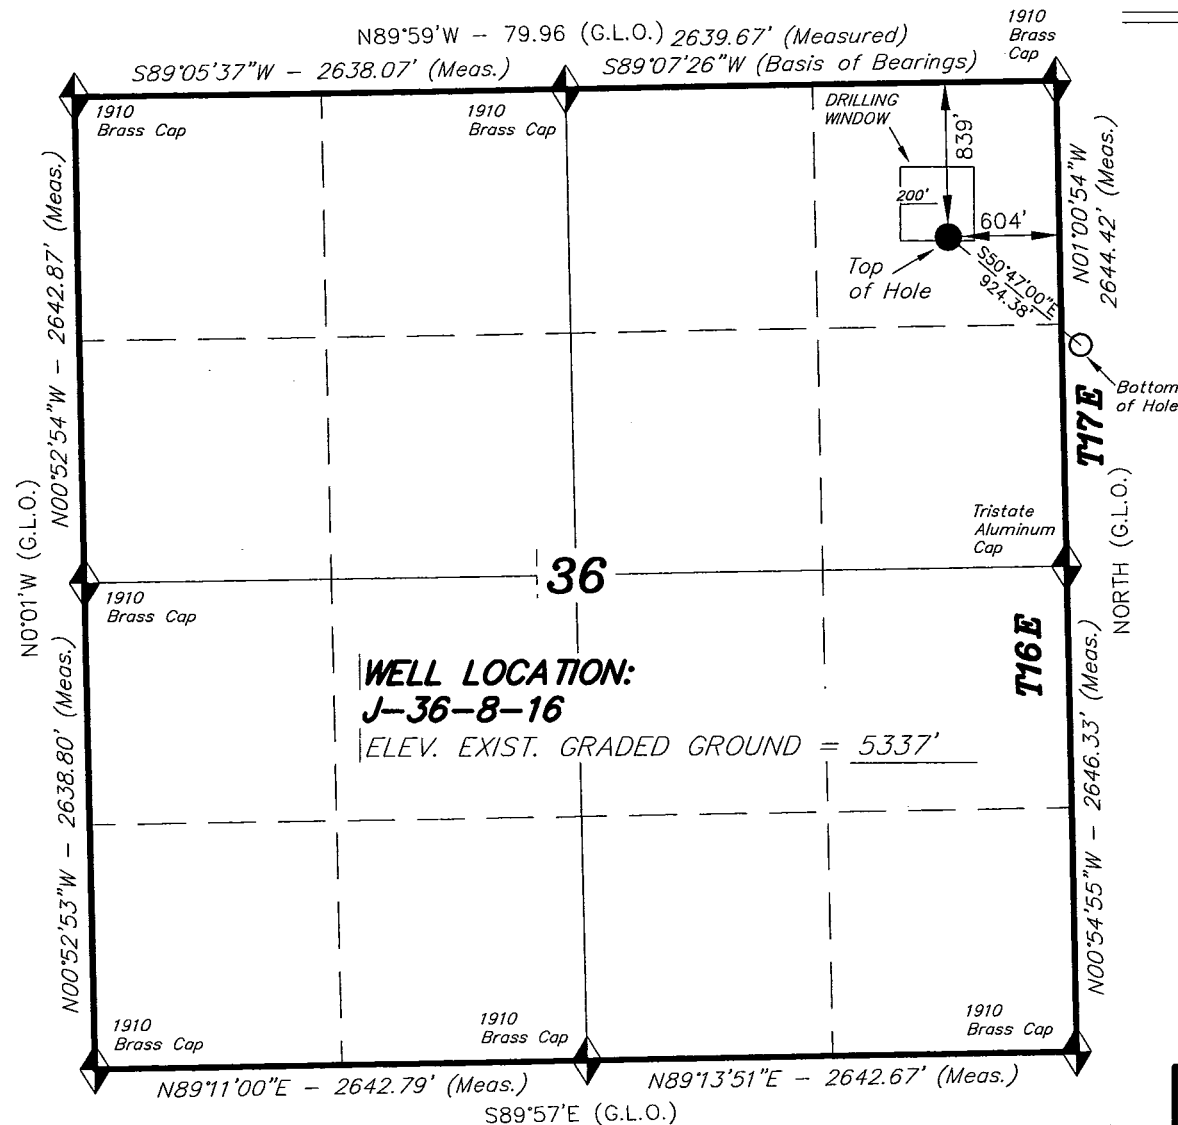 N89°59'W - 79.96 (G.L.O.) 2639.67' (Measured)
S89°05'37"W - 2638.07' (Meas.)
S89°07'26"W (Basis of Bearings)
1910
Brass
Cap
1910
Brass Cap
1910
Brass Cap
DRILLING
WINDOW
839'
200'
604'
Top
of Hole
S50°47'00"E
924.38'
N01°00'54"W
2644.42' (Meas.)
Bottom
of Hole
T17E
N00°52'54"W - 2642.87' (Meas.)
N0°01'W (G.L.O.)
NORTH (G.L.O.)
Tristate
Aluminum
Cap
36
1910
Brass Cap
T16E
WELL LOCATION:
J-36-8-16
ELEV. EXIST. GRADED GROUND = 5337'
N00°52'53"W - 2638.80' (Meas.)
N00°54'55"W - 2646.33' (Meas.)
1910
Brass Cap
1910
Brass Cap
1910
Brass Cap
N89°11'00"E - 2642.79' (Meas.)
N89°13'51"E - 2642.67' (Meas.)
S89°57'E (G.L.O.)